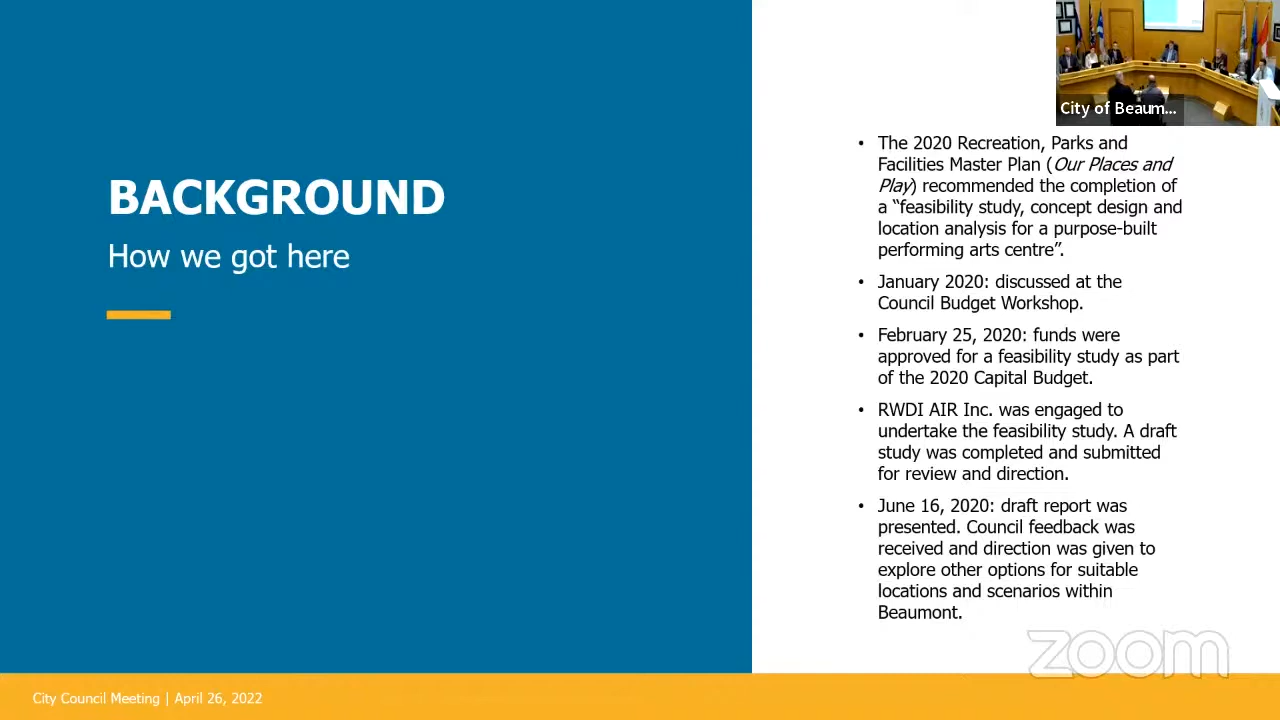 City of Beaum...
BACKGROUND
How we got here
• The 2020 Recreation, Parks and
Facilities Master Plan (Our Places and
Play) recommended the completion of
a “feasibility study, concept design and
location analysis for a purpose-built
performing arts centre”.
• January 2020: discussed at the
Council Budget Workshop.
• February 25, 2020: funds were
approved for a feasibility study as part
of the 2020 Capital Budget.
• RWDI AIR Inc. was engaged to
undertake the feasibility study. A draft
study was completed and submitted
for review and direction.
• June 16, 2020: draft report was
presented. Council feedback was
received and direction was given to
explore other options for suitable
locations and scenarios within
Beaumont.
zoom
City Council Meeting | April 26, 2022